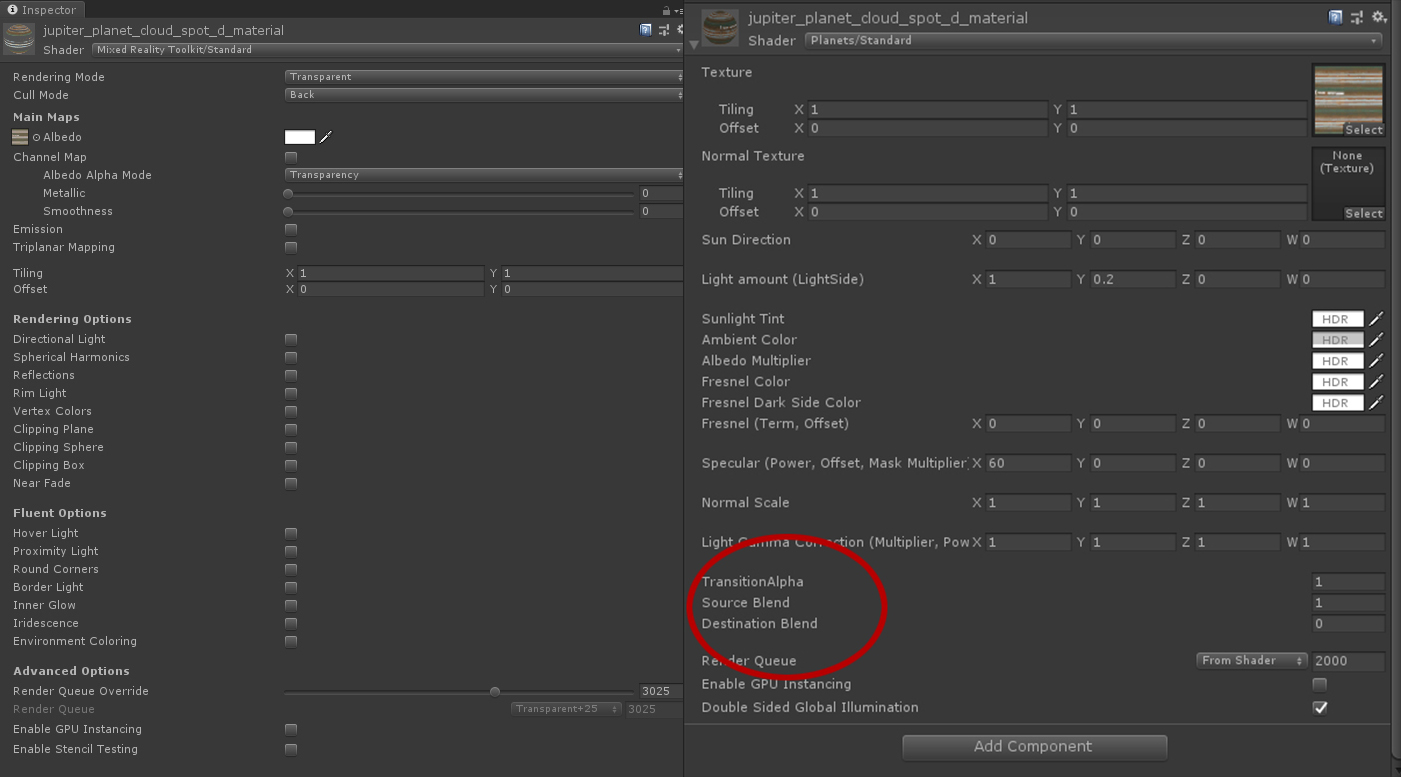 Inspector
jupiter_planet_cloud_spot_d_material
Shader Mixed Reality Toolkit/Standard
Rendering Mode Transparent
Cull Mode Back
Main Maps
Albedo
Channel Map
Albedo Alpha Mode Transparency
Metallic 0
Smoothness 0
Emission
Triplanar Mapping
Tiling X 1 Y 1
Offset X 0 Y 0
Rendering Options
Directional Light
Spherical Harmonics
Reflections
Rim Light
Vertex Colors
Clipping Plane
Clipping Sphere
Clipping Box
Near Fade
Fluent Options
Hover Light
Proximity Light
Round Corners
Border Light
Inner Glow
Iridescence
Environment Coloring
Advanced Options
Render Queue Override 3025
Render Queue Transparent+25 3025
Enable GPU Instancing
Enable Stencil Testing
jupiter_planet_cloud_spot_d_material
Shader Planets/Standard
Texture
Tiling X 1 Y 1
Offset X 0 Y 0
Select
Normal Texture
None
(Texture)
Tiling X 1 Y 1
Offset X 0 Y 0
Select
Sun Direction X 0 Y 0 Z 0 W 0
Light amount (LightSide) X 1 Y 0.2 Z 0 W 0
Sunlight Tint HDR
Ambient Color HDR
Albedo Multiplier HDR
Fresnel Color HDR
Fresnel Dark Side Color HDR
Fresnel (Term, Offset) X 0 Y 0 Z 0 W 0
Specular (Power, Offset, Mask Multiplier) X 60 Y 0 Z 0 W 0
Normal Scale X 1 Y 1 Z 1 W 1
Light Gamma Correction (Multiplier, Pow X 1 Y 1 Z 1 W 1
TransitionAlpha 1
Source Blend 1
Destination Blend 0
Render Queue From Shader 2000
Enable GPU Instancing
Double Sided Global Illumination
Add Component